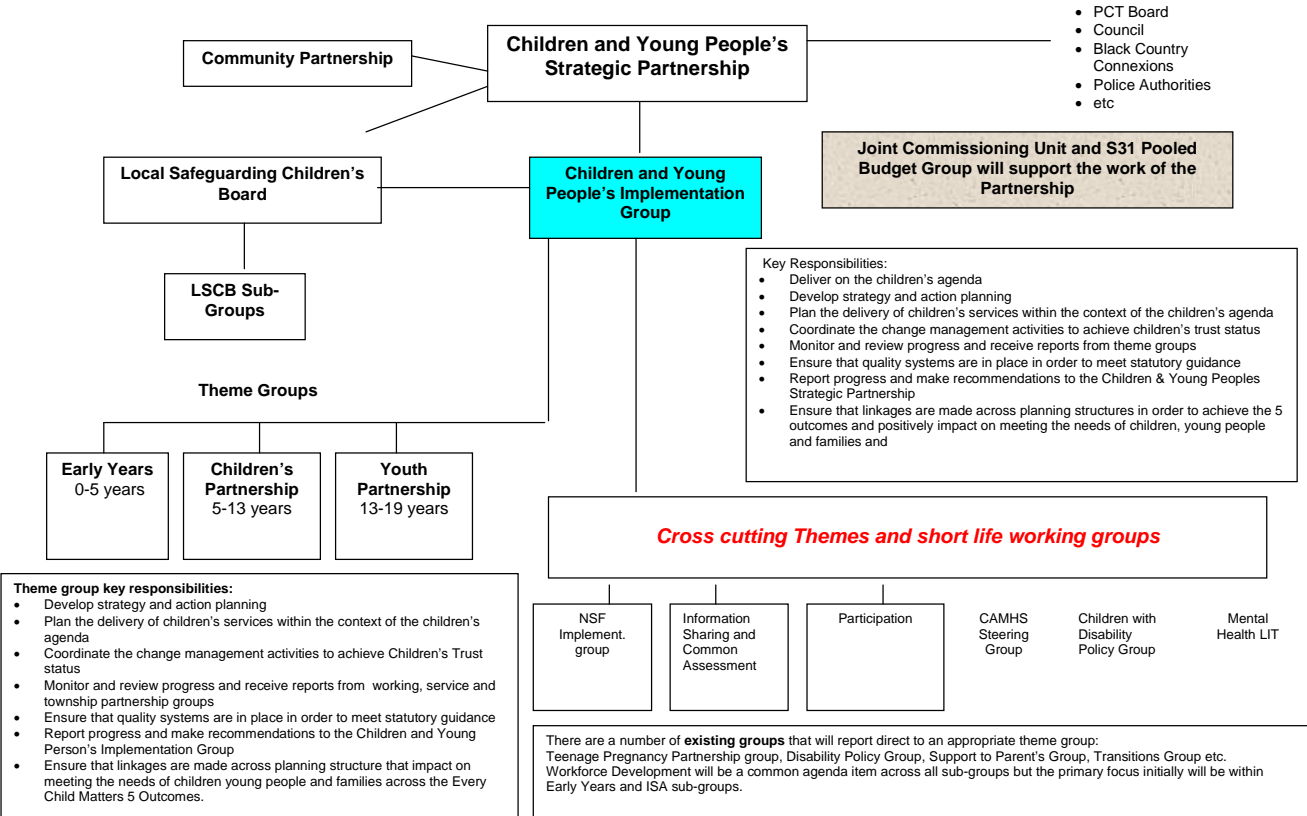 • PCT Board
• Council
• Black Country
Connexions
• Police Authorities
• etc
Community Partnership
Children and Young People's
Strategic Partnership
Joint Commissioning Unit and S31 Pooled
Budget Group will support the work of the
Partnership
Local Safeguarding Children's
Board
Children and Young
People's Implementation
Group
LSCB Sub-
Groups
Key Responsibilities:
• Deliver on the children's agenda
• Develop strategy and action planning
• Plan the delivery of children's services within the context of the children's agenda
• Coordinate the change management activities to achieve children's trust status
• Monitor and review progress and receive reports from theme groups
• Ensure that quality systems are in place in order to meet statutory guidance
• Report progress and make recommendations to the Children & Young Peoples
Strategic Partnership
• Ensure that linkages are made across planning structures in order to achieve the 5
outcomes and positively impact on meeting the needs of children, young people
and families and
Theme Groups
Early Years
0-5 years
Children's
Partnership
5-13 years
Youth
Partnership
13-19 years
Cross cutting Themes and short life working groups
Theme group key responsibilities:
• Develop strategy and action planning
• Plan the delivery of children's services within the context of the children's
agenda
• Coordinate the change management activities to achieve Children's Trust
status
• Monitor and review progress and receive reports from working, service and
township partnership groups
• Ensure that quality systems are in place in order to meet statutory guidance
• Report progress and make recommendations to the Children and Young
Person's Implementation Group
• Ensure that linkages are made across planning structure that impact on
meeting the needs of children young people and families across the Every
Child Matters 5 Outcomes.
NSF
Implement.
group
Information
Sharing and
Common
Assessment
Participation
CAMHS
Steering
Group
Children with
Disability
Policy Group
Mental
Health LIT
There are a number of existing groups that will report direct to an appropriate theme group:
Teenage Pregnancy Partnership group, Disability Policy Group, Support to Parent's Group, Transitions Group etc.
Workforce Development will be a common agenda item across all sub-groups but the primary focus initially will be within
Early Years and ISA sub-groups.